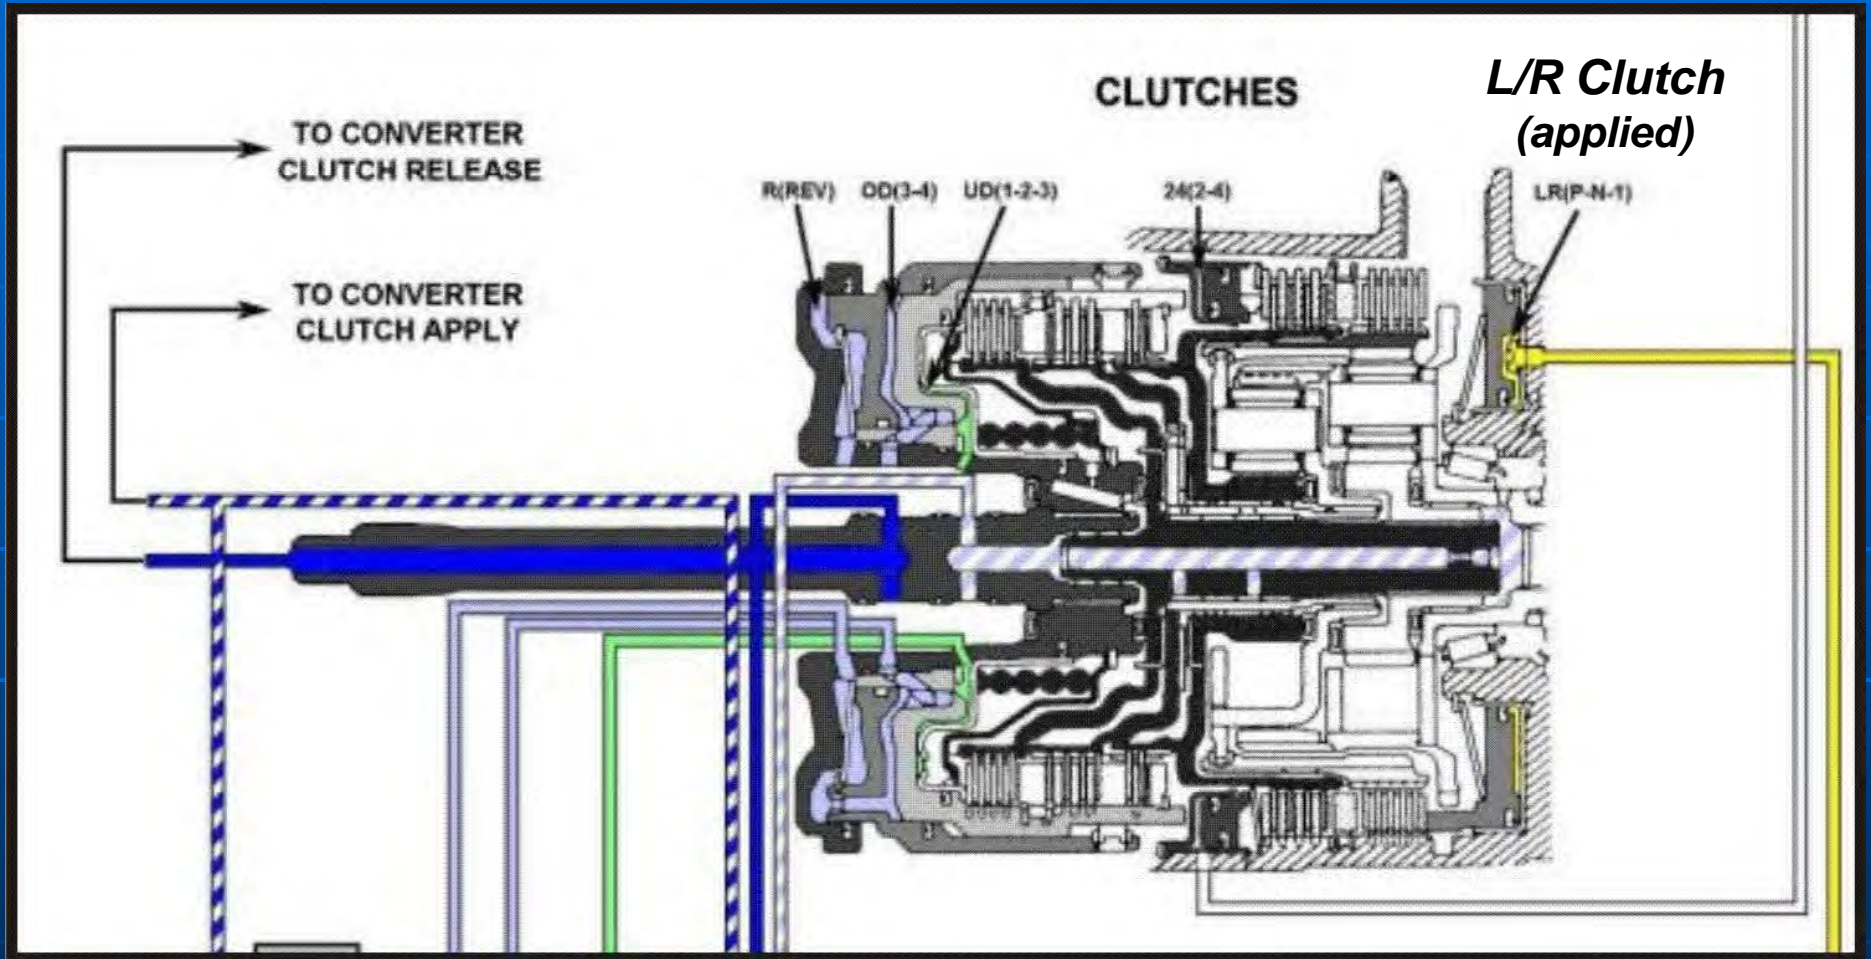 CLUTCHES
L/R Clutch
(applied)
TO CONVERTER
CLUTCH RELEASE
R(REV)
OD(3-4)
UD(1-2-3)
24(2-4)
LR(P-N-1)
TO CONVERTER
CLUTCH APPLY